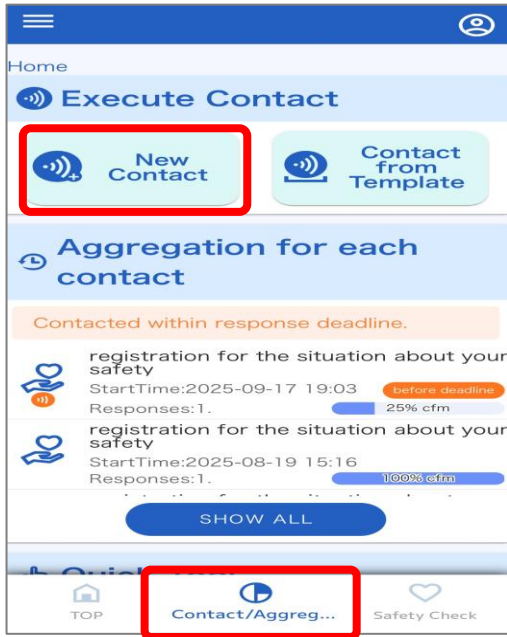 Home
Execute Contact
New
Contact
Contact
from
Template
Aggregation for each
contact
Contacted within response deadline.
registration for the situation about your
safety
StartTime:2025-09-17 19:03
before deadline
Responses:1.
25% cfm
registration for the situation about your
safety
StartTime:2025-08-19 15:16
Responses:1.
100% cfm
SHOW ALL
TOP
Contact/Aggreg...
Safety Check